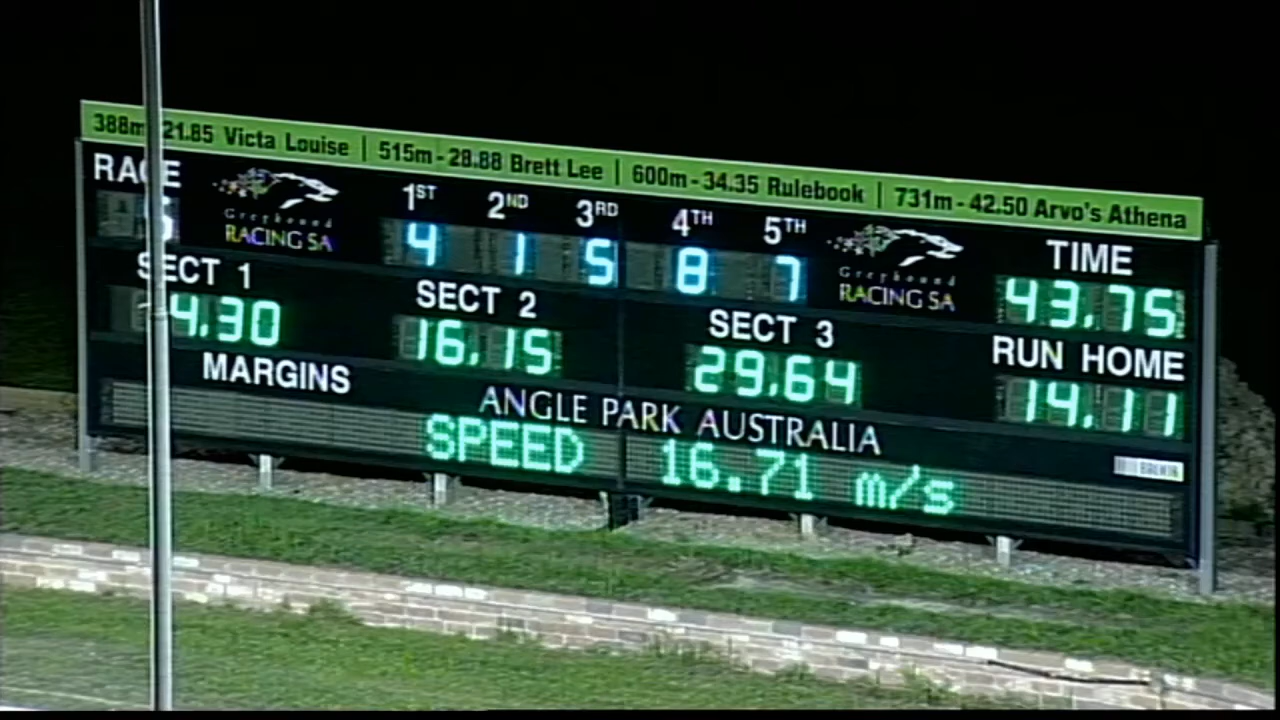 388m 21.85 Victa Louise | 515m - 28.88 Brett Lee | 600m - 34.35 Rulebook | 731m - 42.50 Arvo's Athena
RACE 1ST 2ND 3RD 4TH 5TH TIME
Greyhound RACING SA 4 1 5 8 7 Greyhound RACING SA 43.75
SECT 1 SECT 2 SECT 3 RUN HOME
4.30 16.15 29.64 14.11
MARGINS ANGLE PARK AUSTRALIA
SPEED 16.71 m/s